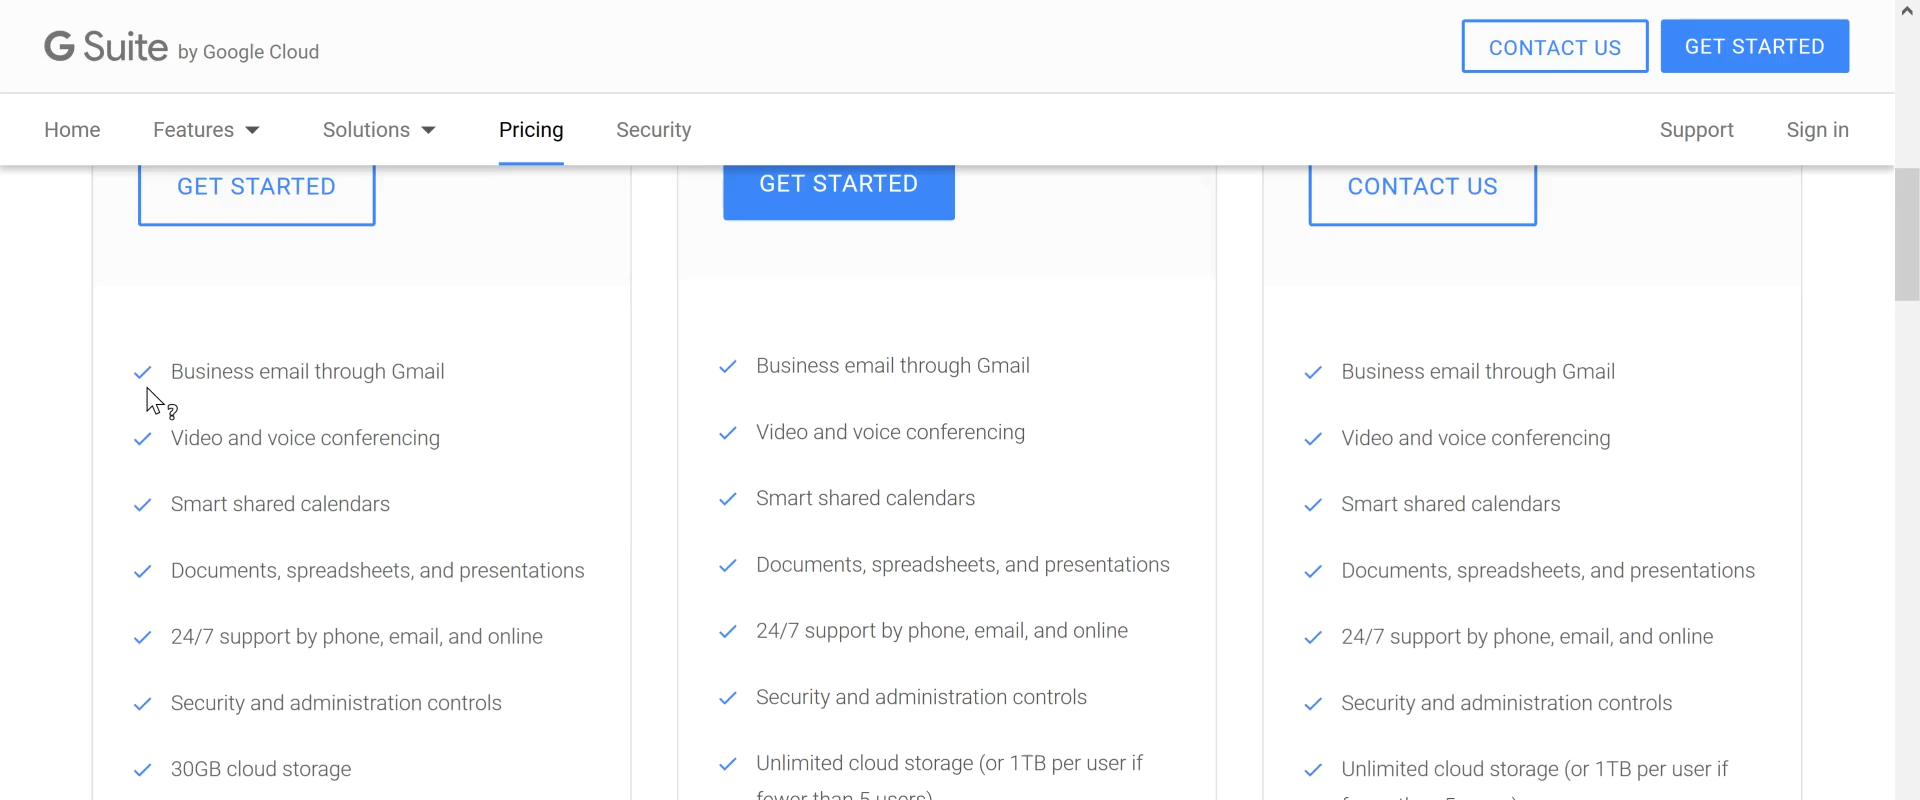 G Suite by Google Cloud
CONTACT US
GET STARTED
Home
Features
Solutions
Pricing
Security
Support
Sign in
GET STARTED
Business email through Gmail
Video and voice conferencing
Smart shared calendars
Documents, spreadsheets, and presentations
24/7 support by phone, email, and online
Security and administration controls
30GB cloud storage
GET STARTED
Business email through Gmail
Video and voice conferencing
Smart shared calendars
Documents, spreadsheets, and presentations
24/7 support by phone, email, and online
Security and administration controls
Unlimited cloud storage (or 1TB per user if
fewer than 5 users)
CONTACT US
Business email through Gmail
Video and voice conferencing
Smart shared calendars
Documents, spreadsheets, and presentations
24/7 support by phone, email, and online
Security and administration controls
Unlimited cloud storage (or 1TB per user if